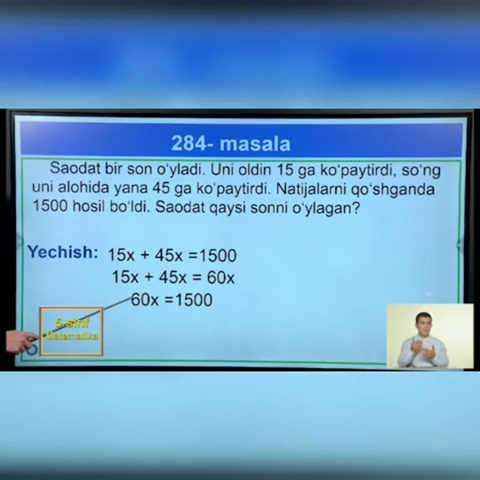 284- masala
Saodat bir son o‘yladi. Uni oldin 15 ga ko‘paytirdi, so‘ng
uni alohida yana 45 ga ko‘paytirdi. Natijalarni qo‘shganda
1500 hosil bo‘ldi. Saodat qaysi sonni o‘ylagan?
Yechish: 15x + 45x =1500
15x + 45x = 60x
60x =1500
5-sinf
Matematika